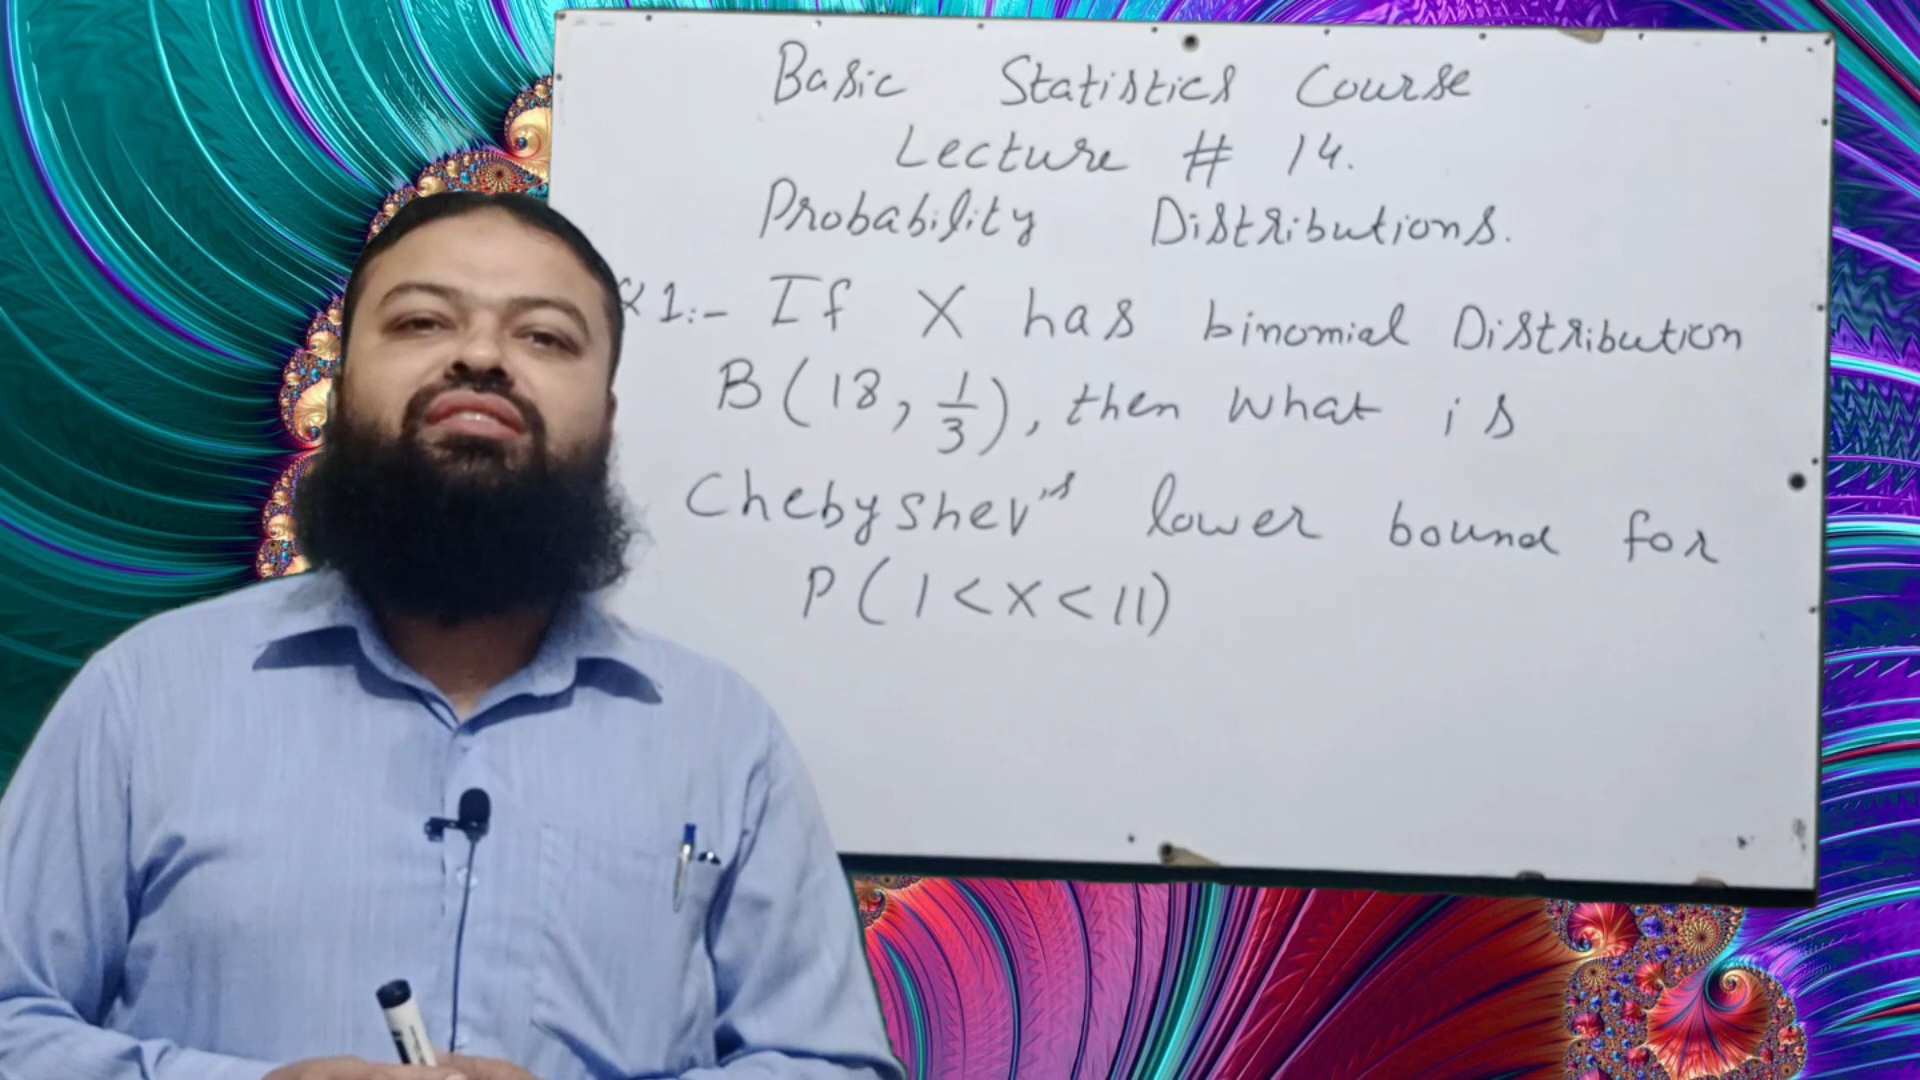 Basic Statistics Course
Lecture # 14.
Probability Distributions.
1:- If X has binomial Distribution
B(18, 1/3), then what is
Chebyshev's lower bound for
P(1<X<11)